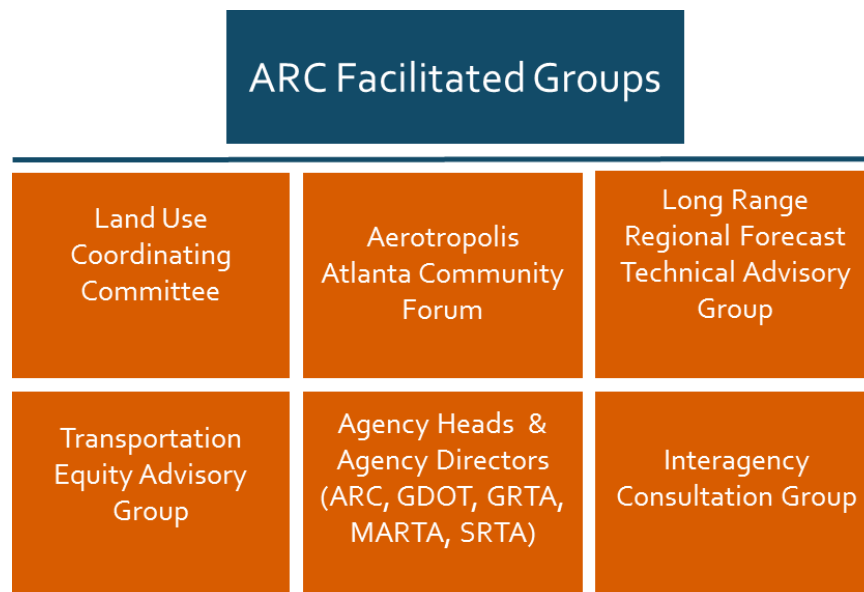 ARC Facilitated Groups
Land Use
Coordinating
Committee
Aerotropolis
Atlanta Community
Forum
Long Range
Regional Forecast
Technical Advisory
Group
Transportation
Equity Advisory
Group
Agency Heads &
Agency Directors
(ARC, GDOT, GRTA,
MARTA, SRTA)
Interagency
Consultation Group